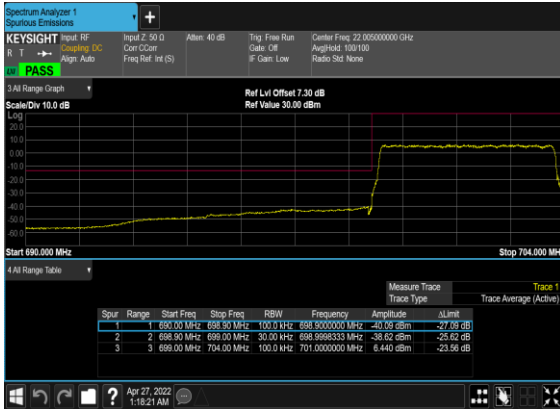 Spectrum Analyzer 1
Spurious Emissions
KEYSIGHT
R T
PASS
Input: RF
Coupling: DC
Align: Auto
Input Z: 50 Ω
Corr CCorr
Freq Ref: Int (S)
Atten: 40 dB
Trig: Free Run
Gate: Off
IF Gain: Low
Center Freq: 22.005000000 GHz
Avg|Hold: 100/100
Radio Std: None
3 All Range Graph
Scale/Div 10.0 dB
Ref Lvl Offset 7.30 dB
Ref Value 30.00 dBm
Log
20.0
10.0
0.00
-10.0
-20.0
-30.0
-40.0
-50.0
-60.0
Start 690.000 MHz
Stop 704.000 MH
4 All Range Table
Measure Trace Trace 1
Trace Type Trace Average (Active)
Spur Range Start Freq Stop Freq RBW Frequency Amplitude ΔLimit
1 1 690.00 MHz 698.90 MHz 100.0 kHz 698.9000000 MHz -40.09 dBm -27.09 dB
2 2 698.90 MHz 699.00 MHz 30.00 kHz 698.9998333 MHz -38.62 dBm -25.62 dB
3 3 699.00 MHz 704.00 MHz 100.0 kHz 701.0000000 MHz 6.440 dBm -23.56 dB
?
Apr 27, 2022
1:18:21 AM